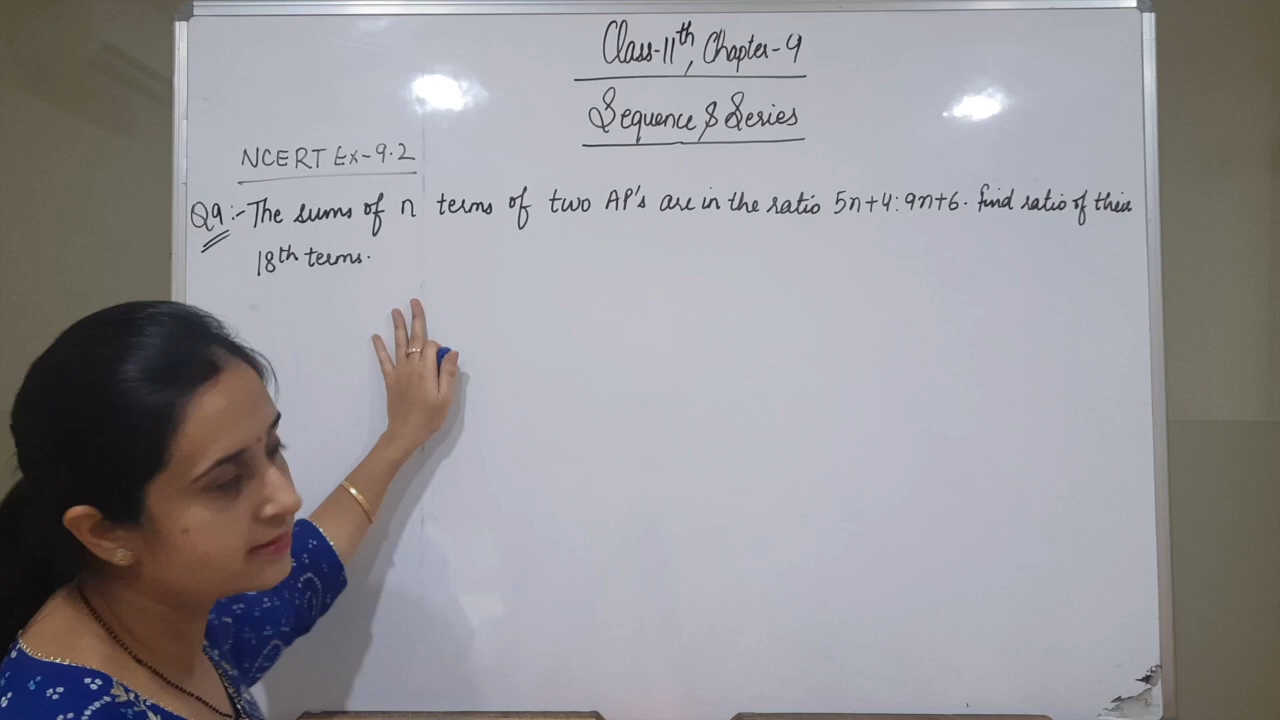 Class-11th, Chapter-9
Sequence & Series
NCERT Ex-9.2
Q9:- The sums of n terms of two AP's are in the ratio 5n+4:9n+6. Find ratio of their
18th terms.